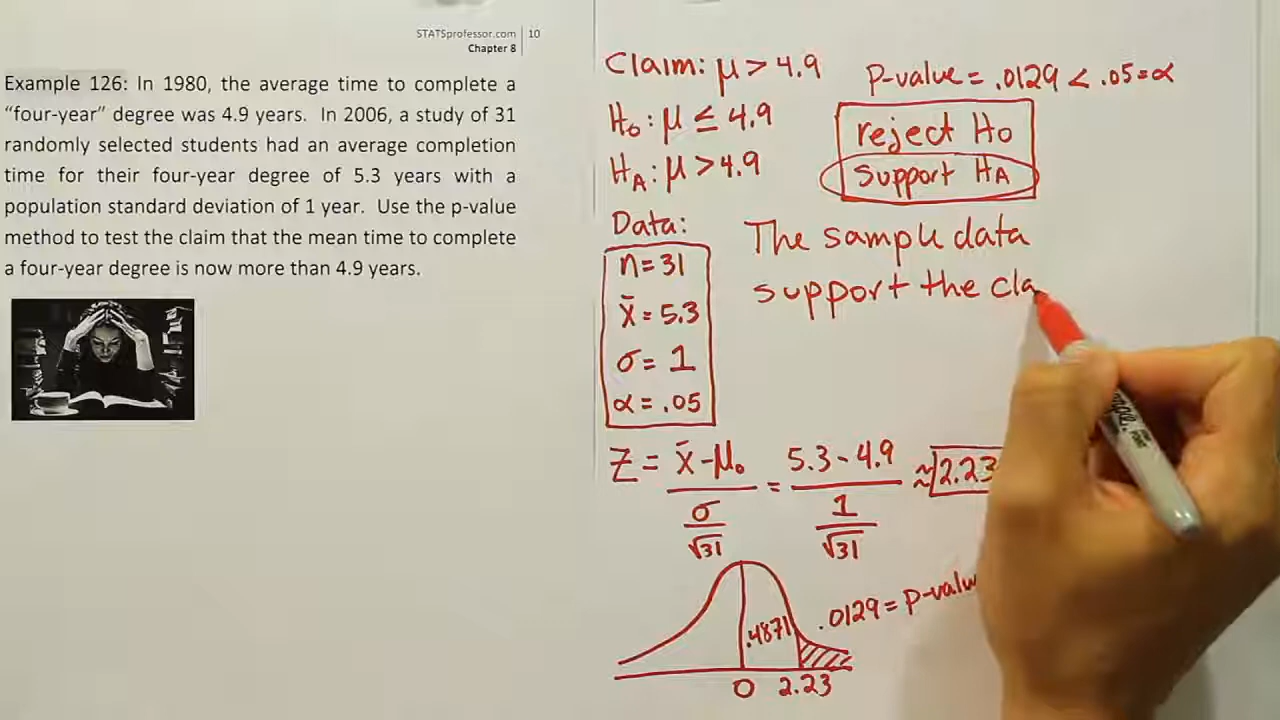 STATSprofessor.com
Chapter 8
10
Example 126: In 1980, the average time to complete a
“four-year” degree was 4.9 years. In 2006, a study of 31
randomly selected students had an average completion
time for their four-year degree of 5.3 years with a
population standard deviation of 1 year. Use the p-value
method to test the claim that the mean time to complete
a four-year degree is now more than 4.9 years.
Claim: μ > 4.9
H₀: μ ≤ 4.9
H_A: μ > 4.9
Data:
n = 31
x̄ = 5.3
σ = 1
α = .05
P-value = .0129 < .05 = α
reject H₀
support H_A
The sample data
support the cla
Z = x̄ - μ₀ / σ/√31 = 5.3 - 4.9 / 1/√31 ≈ 2.23
.4871
.0129 = P-valu
0 2.23